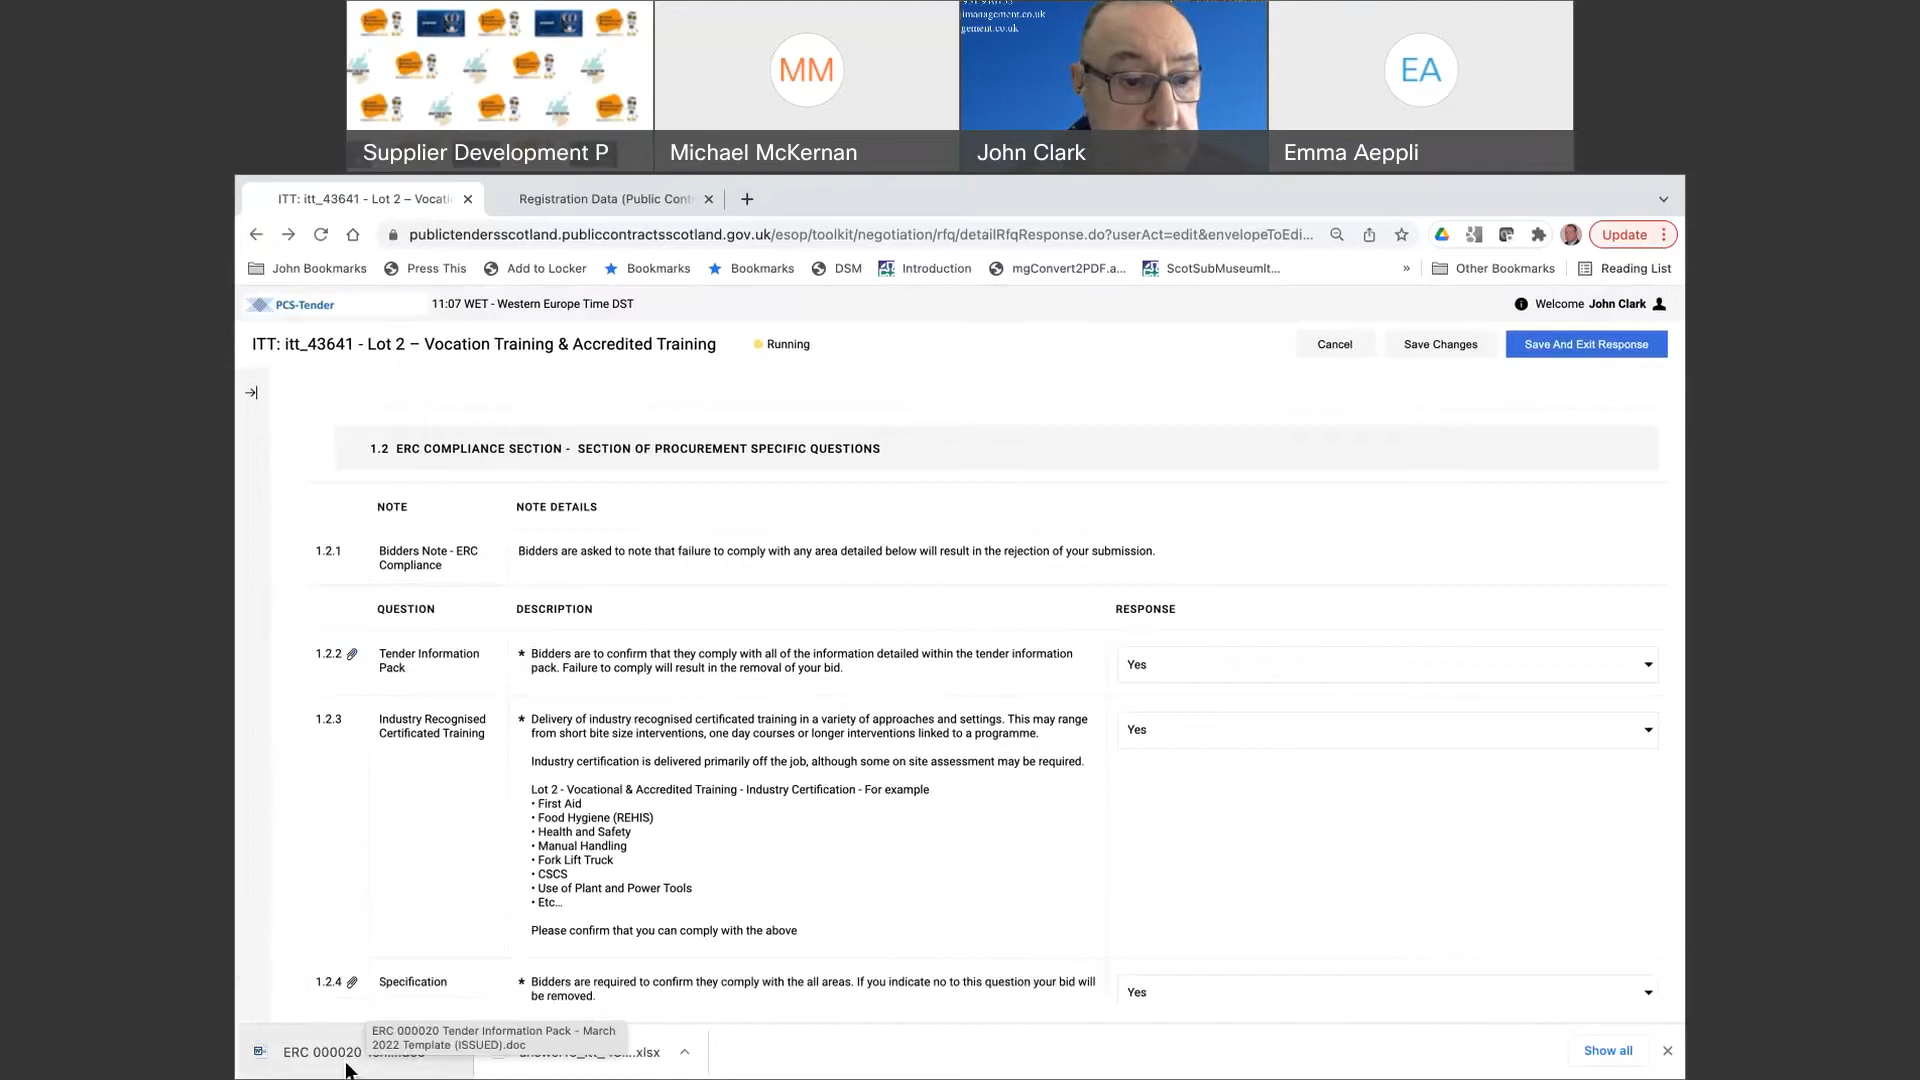 imanagement.co.uk
gement.co.uk
MM
EA
Supplier Development P
Michael McKernan
John Clark
Emma Aeppli
ITT: itt_43641 - Lot 2 – Vocati
Registration Data (Public Cont
publictendersscotland.publiccontractsscotland.gov.uk/esop/toolkit/negotiation/rfq/detailRfqResponse.do?userAct=edit&envelopeToEdi...
Update
John Bookmarks
Press This
Add to Locker
Bookmarks
Bookmarks
DSM
Introduction
mgConvert2PDF.a...
ScotSubMuseumIt...
»
Other Bookmarks
Reading List
PCS-Tender
11:07 WET - Western Europe Time DST
Welcome John Clark
ITT: itt_43641 - Lot 2 – Vocation Training & Accredited Training
Running
Cancel
Save Changes
Save And Exit Response
1.2 ERC COMPLIANCE SECTION - SECTION OF PROCUREMENT SPECIFIC QUESTIONS
NOTE
NOTE DETAILS
1.2.1
Bidders Note - ERC
Compliance
Bidders are asked to note that failure to comply with any area detailed below will result in the rejection of your submission.
QUESTION
DESCRIPTION
RESPONSE
1.2.2
Tender Information
Pack
* Bidders are to confirm that they comply with all of the information detailed within the tender information
pack. Failure to comply will result in the removal of your bid.
Yes
1.2.3
Industry Recognised
Certificated Training
* Delivery of industry recognised certificated training in a variety of approaches and settings. This may range
from short bite size interventions, one day courses or longer interventions linked to a programme.
Industry certification is delivered primarily off the job, although some on site assessment may be required.
Lot 2 - Vocational & Accredited Training - Industry Certification - For example
• First Aid
• Food Hygiene (REHIS)
• Health and Safety
• Manual Handling
• Fork Lift Truck
• CSCS
• Use of Plant and Power Tools
• Etc…
Please confirm that you can comply with the above
Yes
1.2.4
Specification
* Bidders are required to confirm they comply with the all areas. If you indicate no to this question your bid will
be removed.
Yes
ERC 000020 Tender Information Pack - March
2022 Template (ISSUED).doc
ERC 000020
.xlsx
Show all